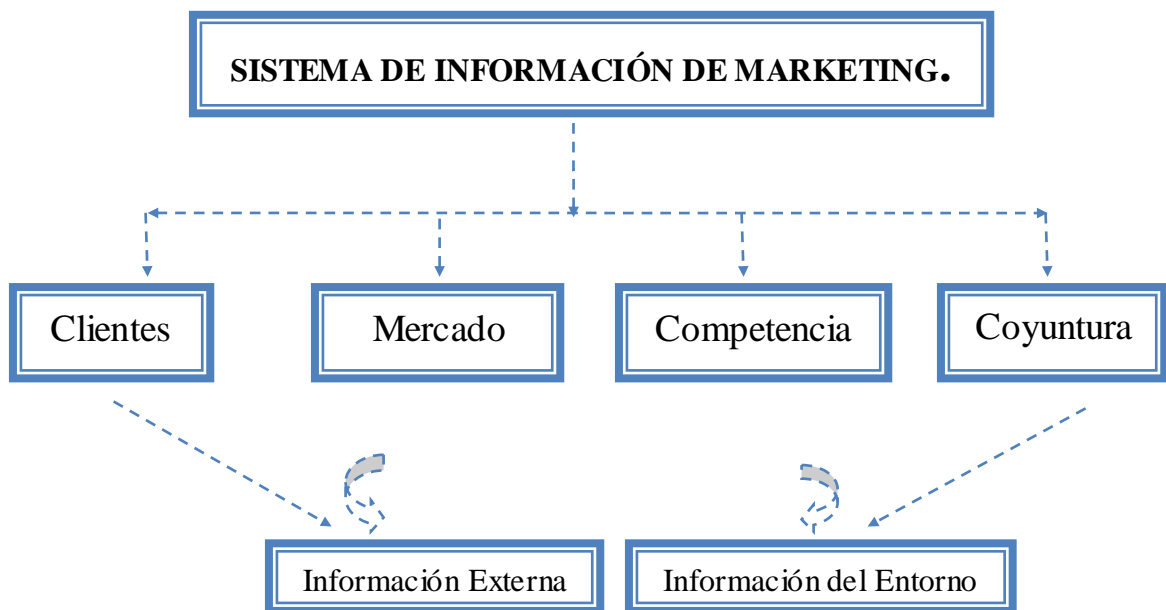 SISTEMA DE INFORMACIÓN DE MARKETING.
Clientes
Mercado
Competencia
Coyuntura
Información Externa
Información del Entorno